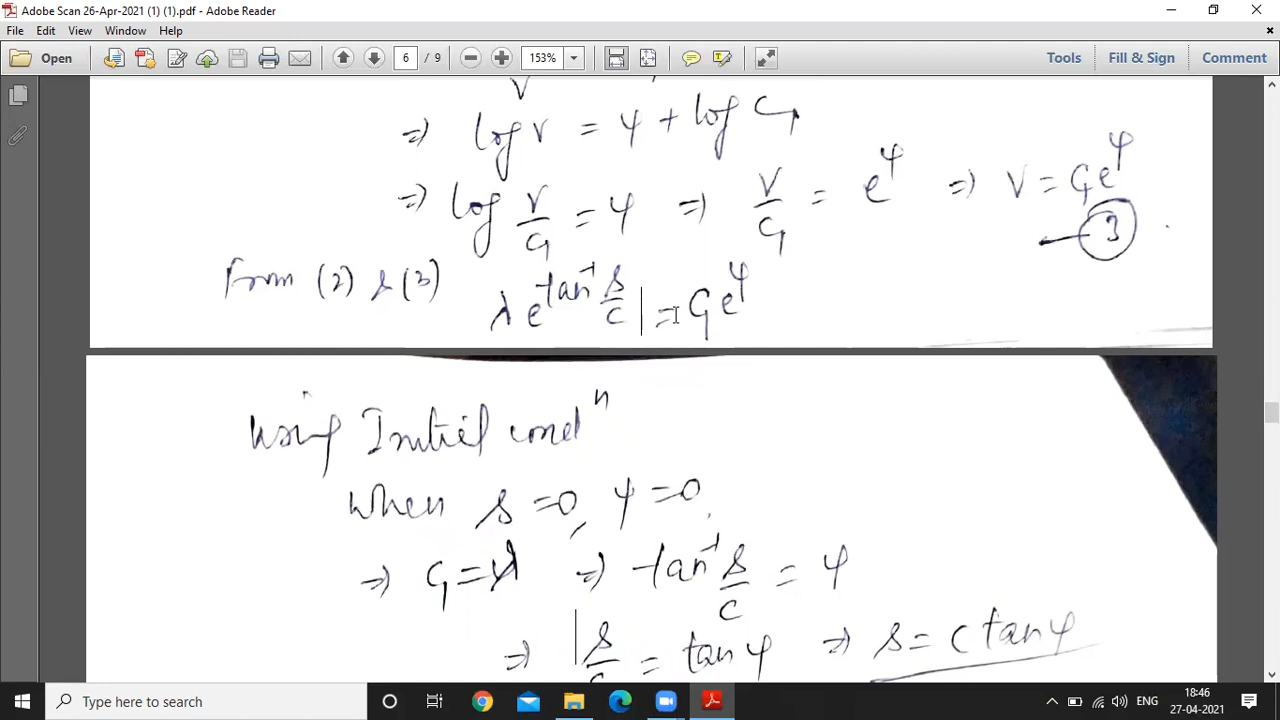 Adobe Scan 26-Apr-2021 (1) (1).pdf - Adobe Reader
File Edit View Window Help
Open 6 / 9 153% Tools Fill & Sign Comment
V
=> log v = ψ + log C₁
=> log v/C₁ = ψ => v/C₁ = e^ψ => v = C₁e^ψ
3
From (2) & (3)
λ e^(tan⁻¹ s/c) | = C₁e^ψ
Using Initial condⁿ
When s = 0, ψ = 0
=> C₁ = λ => tan⁻¹ s/c = ψ
=> s/c = tan ψ => s = c tan ψ
Type here to search
18:46
27-04-2021